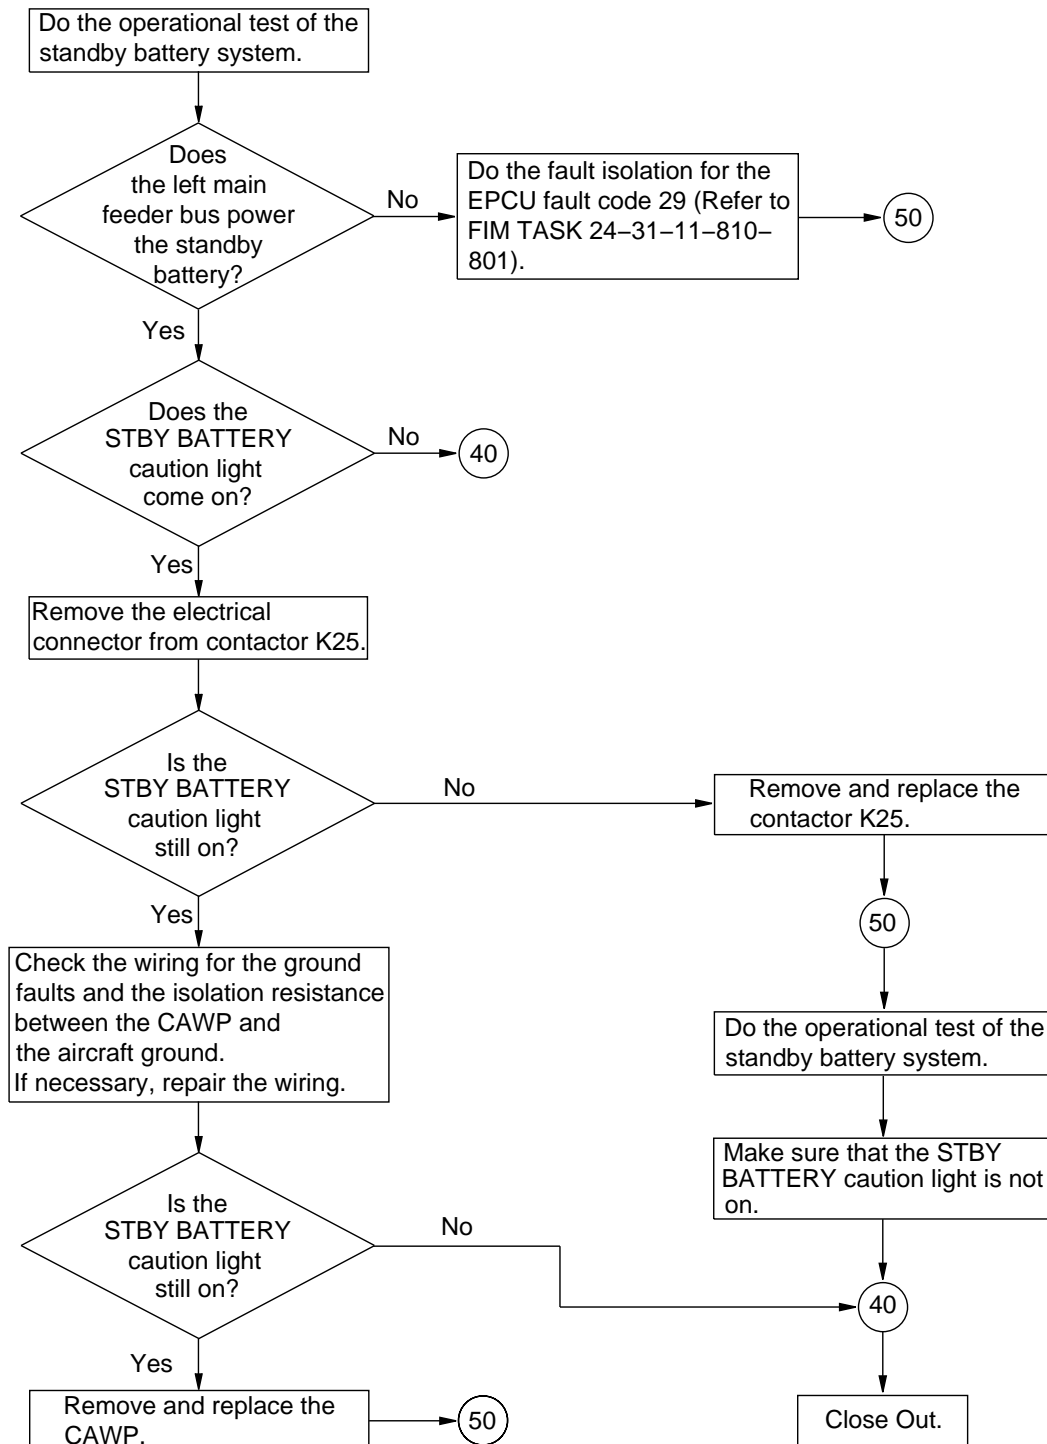 Do the operational test of the
standby battery system.
Does
the left main
feeder bus power
the standby
battery?
No
Do the fault isolation for the
EPCU fault code 29 (Refer to
FIM TASK 24–31–11–810–
801).
50
Yes
Does the
STBY BATTERY
caution light
come on?
No
40
Yes
Remove the electrical
connector from contactor K25.
Is the
STBY BATTERY
caution light
still on?
No
Remove and replace the
contactor K25.
50
Yes
Check the wiring for the ground
faults and the isolation resistance
between the CAWP and
the aircraft ground.
If necessary, repair the wiring.
Do the operational test of the
standby battery system.
Make sure that the STBY
BATTERY caution light is not
on.
Is the
STBY BATTERY
caution light
still on?
No
40
Yes
Remove and replace the
CAWP.
50
Close Out.